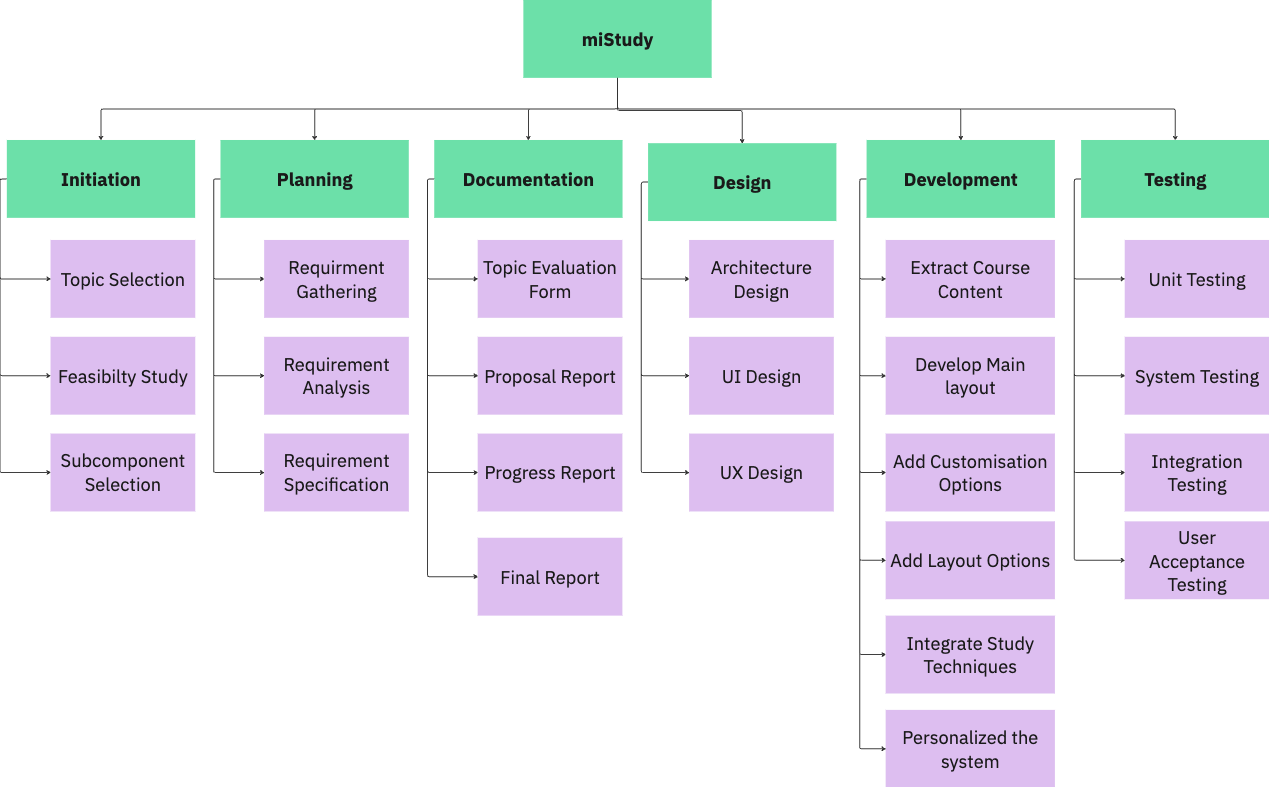 miStudy
Initiation
Planning
Documentation
Design
Development
Testing
Topic Selection
Feasibilty Study
Subcomponent
Selection
Requirment
Gathering
Requirement
Analysis
Requirement
Specification
Topic Evaluation
Form
Proposal Report
Progress Report
Final Report
Architecture
Design
UI Design
UX Design
Extract Course
Content
Develop Main
layout
Add Customisation
Options
Add Layout Options
Integrate Study
Techniques
Personalized the
system
Unit Testing
System Testing
Integration
Testing
User
Acceptance
Testing